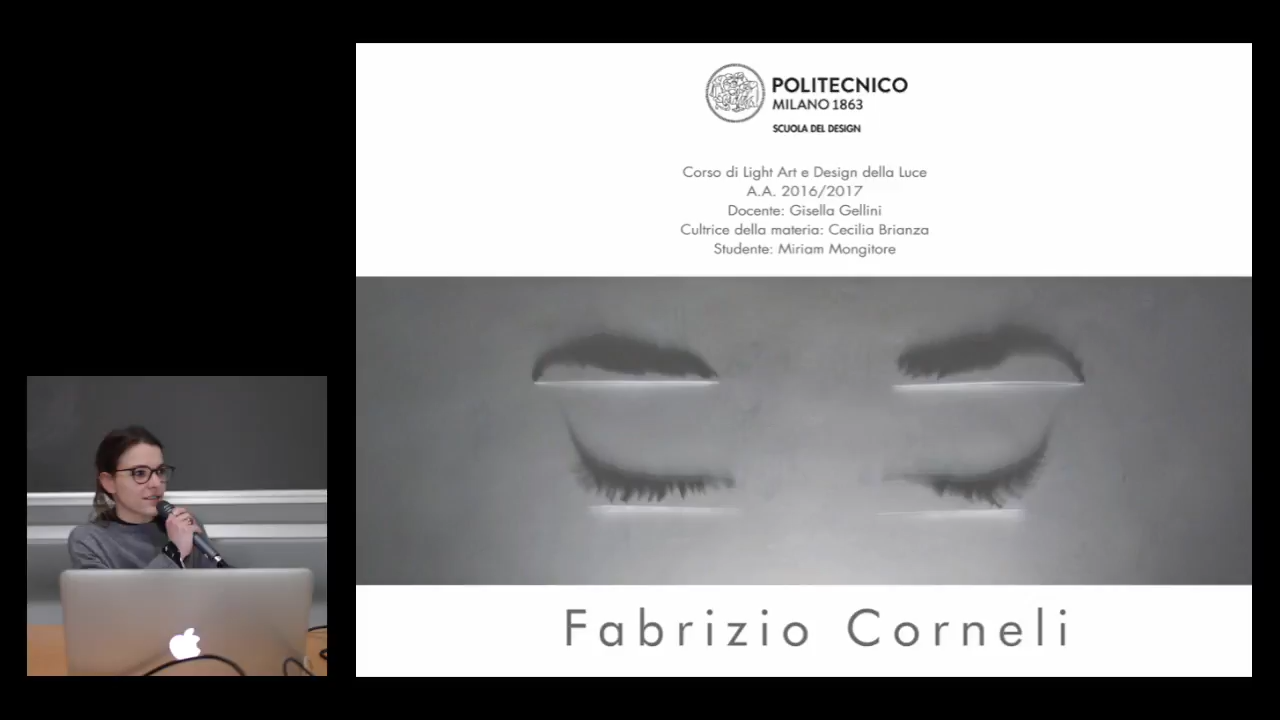 POLITECNICO
MILANO 1863
SCUOLA DEL DESIGN
Corso di Light Art e Design della Luce
A.A. 2016/2017
Docente: Gisella Gellini
Cultrice della materia: Cecilia Brianza
Studente: Miriam Mongitore
Fabrizio Corneli